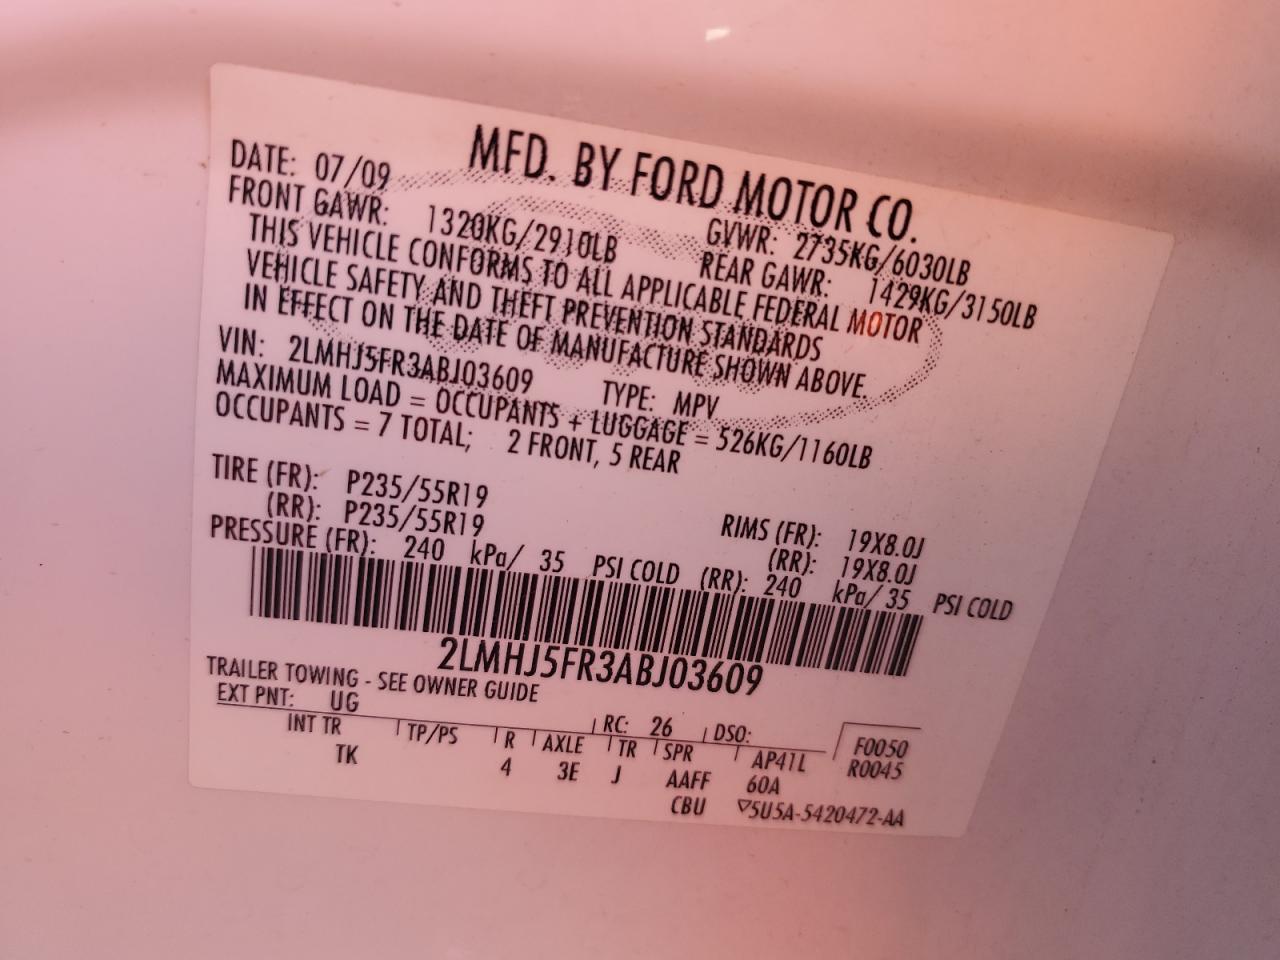 MFD. BY FORD MOTOR CO.
DATE: 07/09 GVWR: 2735KG/6030LB
FRONT GAWR: 1320KG/2910LB REAR GAWR: 1429KG/3150LB
THIS VEHICLE CONFORMS TO ALL APPLICABLE FEDERAL MOTOR
VEHICLE SAFETY AND THEFT PREVENTION STANDARDS
IN EFFECT ON THE DATE OF MANUFACTURE SHOWN ABOVE.
VIN: 2LMHJ5FR3ABJ03609 TYPE: MPV
MAXIMUM LOAD = OCCUPANTS + LUGGAGE = 526KG/1160LB
OCCUPANTS = 7 TOTAL; 2 FRONT, 5 REAR
TIRE (FR): P235/55R19 RIMS (FR): 19X8.0J
(RR): P235/55R19 (RR): 19X8.0J
PRESSURE (FR): 240 kPa/ 35 PSI COLD (RR): 240 kPa/ 35 PSI COLD
2LMHJ5FR3ABJ03609
TRAILER TOWING - SEE OWNER GUIDE
EXT PNT: UG RC: 26 DSO: F0050
INT TR TP/PS R AXLE TR SPR AP41L R0045
TK 4 3E J AAFF 60A
CBU ▽5U5A-5420472-AA